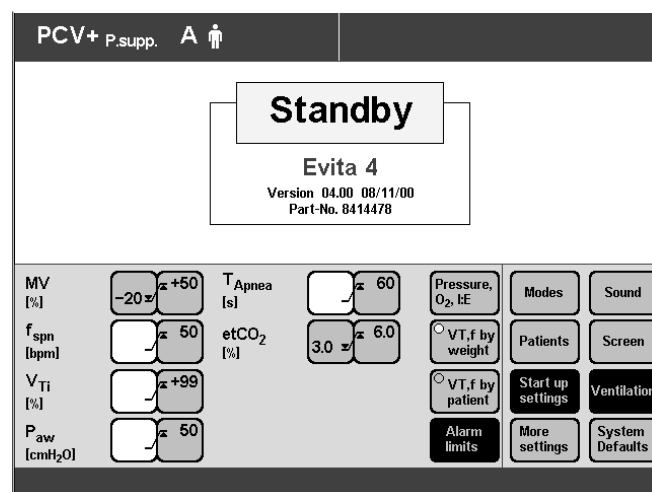 PCV+ P.supp. A
Standby
Evita 4
Version 04.00 08/11/00
Part-No. 8414478
MV
[%]
−20 +50
TApnea
[s]
60
Pressure,
O2, I:E
Modes
Sound
fspn
[bpm]
50
etCO2
[%]
3.0 6.0
VT,f by
weight
Patients
Screen
VTi
[%]
+99
VT,f by
patient
Start up
settings
Ventilation
Paw
[cmH2O]
50
Alarm
limits
More
settings
System
Defaults